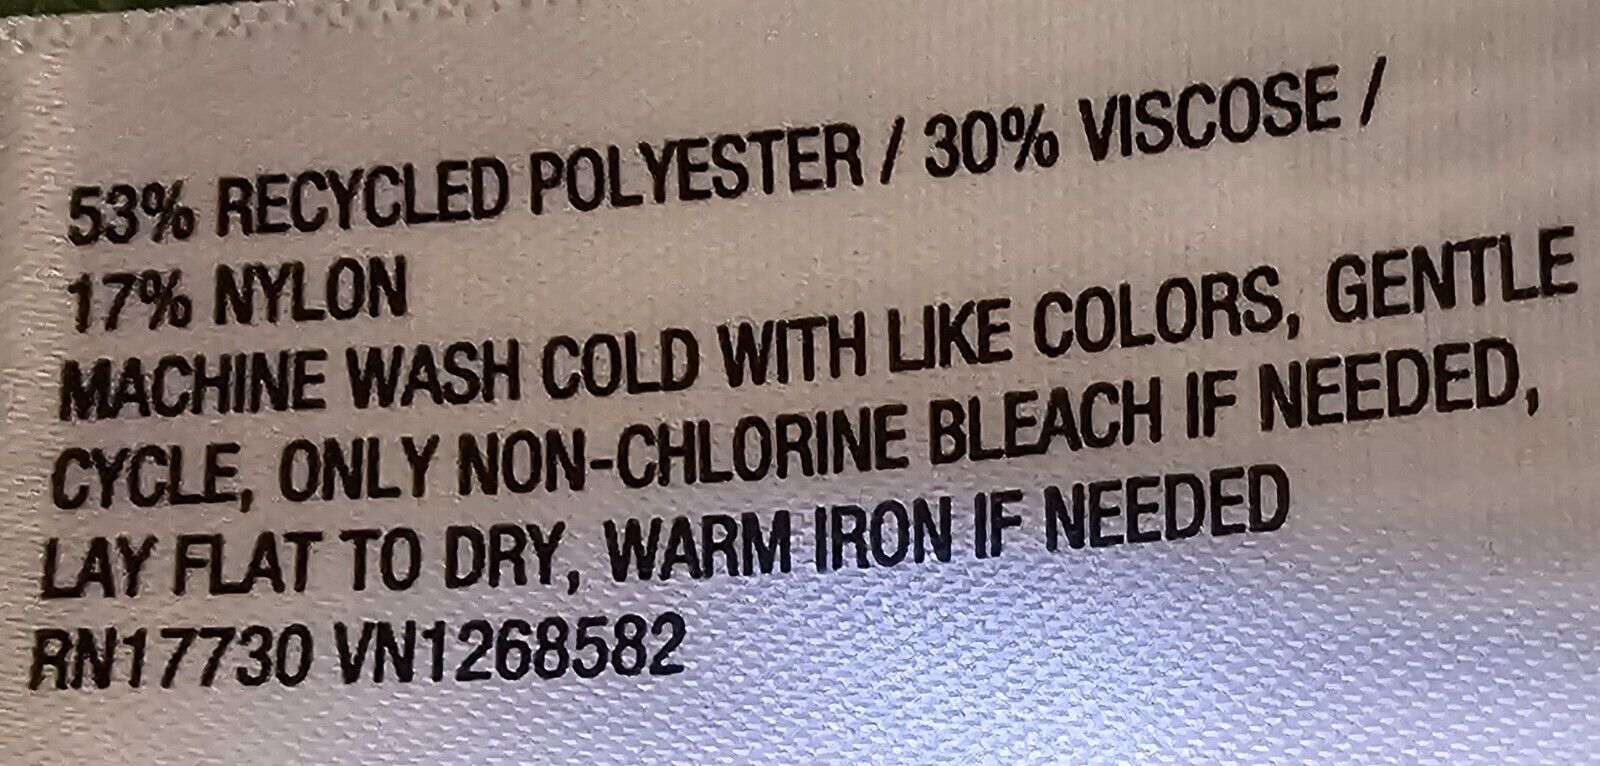 53% RECYCLED POLYESTER / 30% VISCOSE /
17% NYLON
MACHINE WASH COLD WITH LIKE COLORS, GENTLE
CYCLE, ONLY NON-CHLORINE BLEACH IF NEEDED,
LAY FLAT TO DRY, WARM IRON IF NEEDED
RN17730 VN1268582